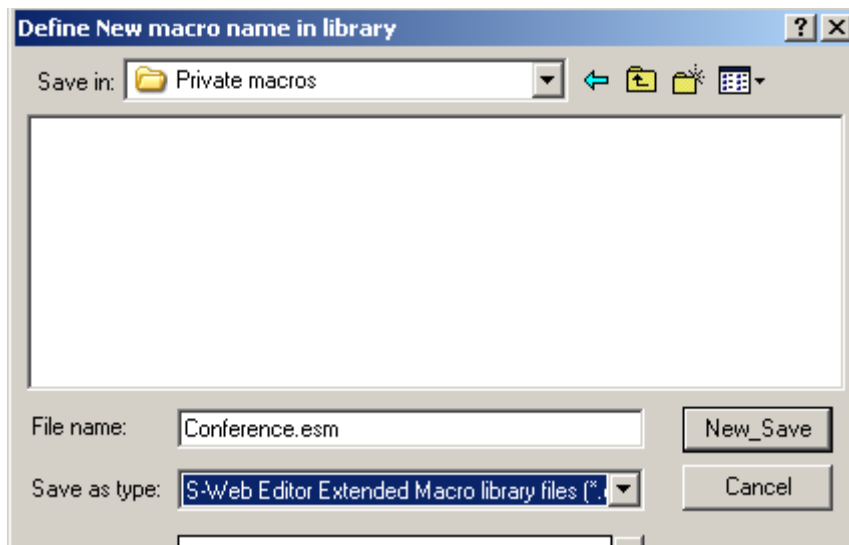 Define New macro name in library
Save in: Private macros
File name: Conference.esm New_Save
Save as type: S-Web Editor Extended Macro library files (*. Cancel